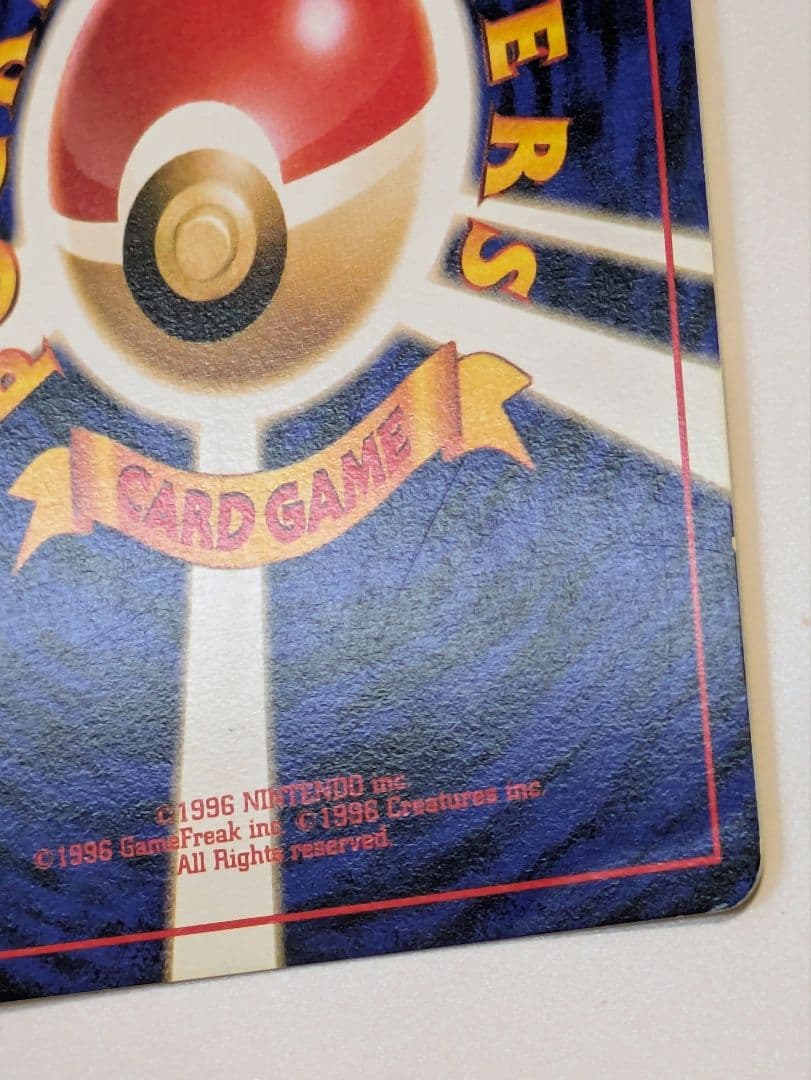 ERS
CARD GAME
©1996 NINTENDO inc
©1996 GameFreak inc ©1996 Creatures inc.
All Rights reserved.